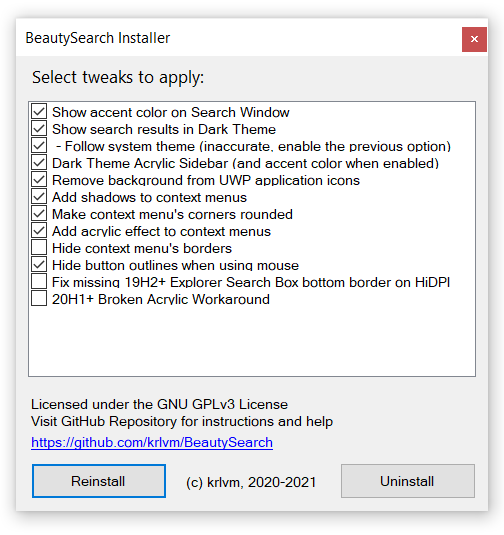 BeautySearch Installer
Select tweaks to apply:
Show accent color on Search Window
Show search results in Dark Theme
- Follow system theme (inaccurate, enable the previous option)
Dark Theme Acrylic Sidebar (and accent color when enabled)
Remove background from UWP application icons
Add shadows to context menus
Make context menu's corners rounded
Add acrylic effect to context menus
Hide context menu's borders
Hide button outlines when using mouse
Fix missing 19H2+ Explorer Search Box bottom border on HiDPI
20H1+ Broken Acrylic Workaround
Licensed under the GNU GPLv3 License
Visit GitHub Repository for instructions and help
https://github.com/krlvm/BeautySearch
Reinstall (c) krlvm, 2020-2021 Uninstall